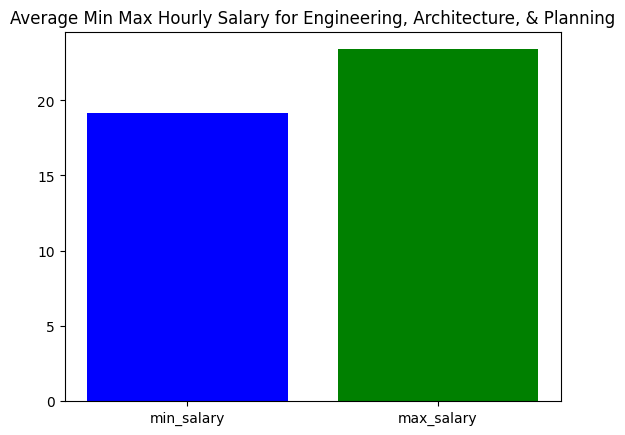 Average Min Max Hourly Salary for Engineering, Architecture, & Planning
20
15
10
5
0
min_salary
max_salary